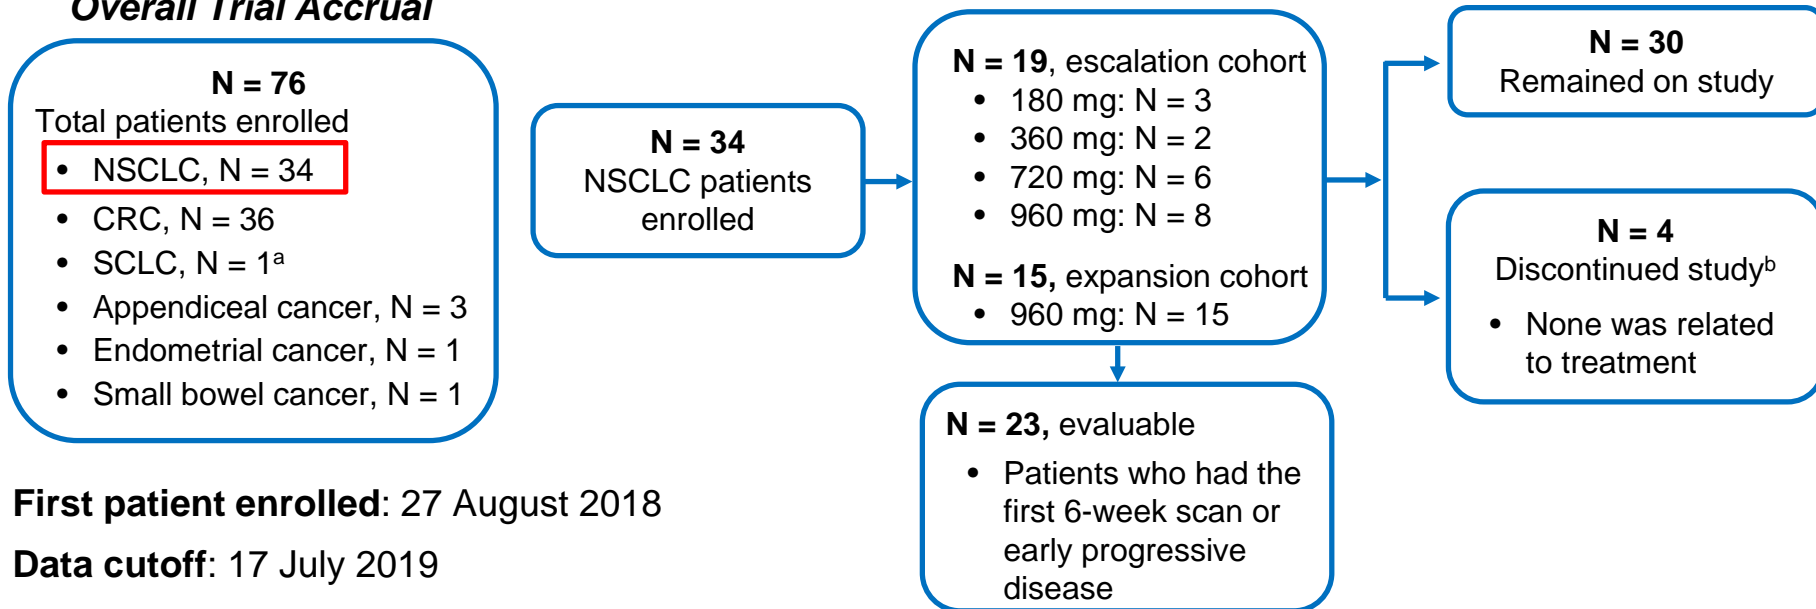 Overall Trial Accrual
N = 76
Total patients enrolled
• NSCLC, N = 34
• CRC, N = 36
• SCLC, N = 1ᵃ
• Appendiceal cancer, N = 3
• Endometrial cancer, N = 1
• Small bowel cancer, N = 1
First patient enrolled: 27 August 2018
Data cutoff: 17 July 2019
N = 34
NSCLC patients
enrolled
N = 19, escalation cohort
• 180 mg: N = 3
• 360 mg: N = 2
• 720 mg: N = 6
• 960 mg: N = 8
N = 15, expansion cohort
• 960 mg: N = 15
N = 23, evaluable
• Patients who had the
first 6-week scan or
early progressive
disease
N = 30
Remained on study
N = 4
Discontinued studyᵇ
• None was related
to treatment